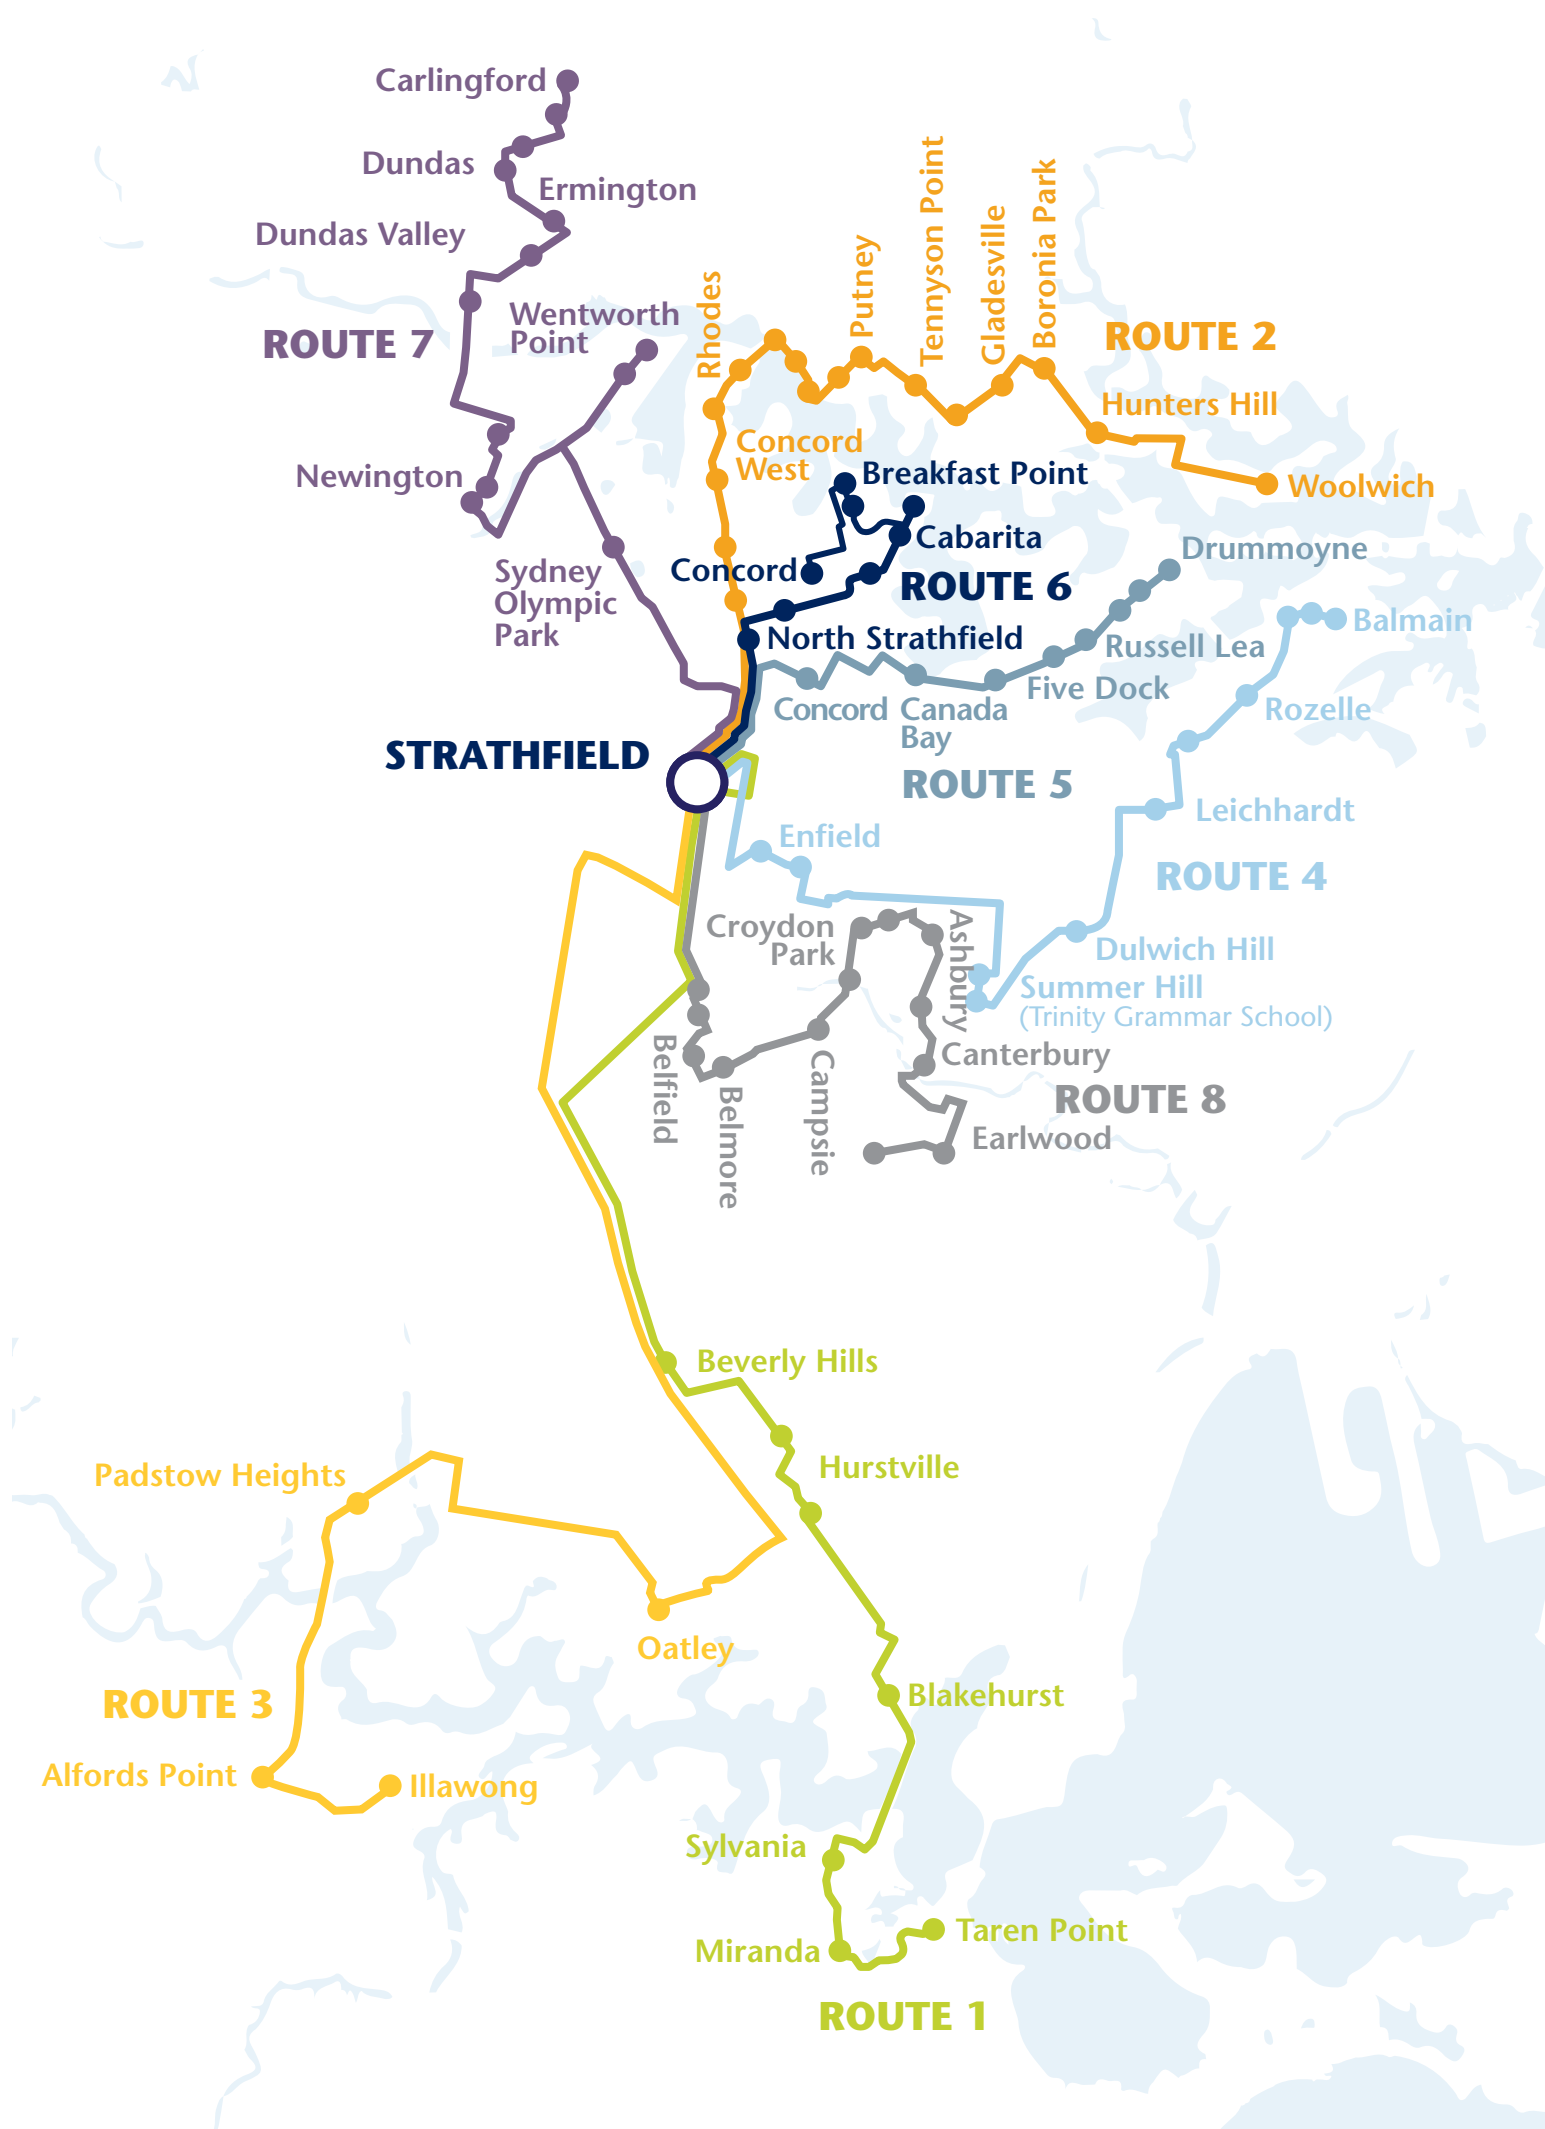 Carlingford
Dundas
Ermington
Dundas Valley
Wentworth
Point
ROUTE 7
Newington
Sydney
Olympic
Park
Rhodes
Putney
Tennyson Point
Gladesville
Boronia Park
ROUTE 2
Hunters Hill
Woolwich
Concord
West
Breakfast Point
Cabarita
Concord
ROUTE 6
North Strathfield
Drummoyne
Russell Lea
Five Dock
Concord
Canada
Bay
ROUTE 5
Balmain
Rozelle
Leichhardt
ROUTE 4
STRATHFIELD
Enfield
Dulwich Hill
Summer Hill
(Trinity Grammar School)
Croydon
Park
Ashbury
Canterbury
ROUTE 8
Earlwood
Belfield
Belmore
Campsie
Beverly Hills
Hurstville
Padstow Heights
Oatley
ROUTE 3
Alfords Point
Illawong
Blakehurst
Sylvania
Miranda
Taren Point
ROUTE 1